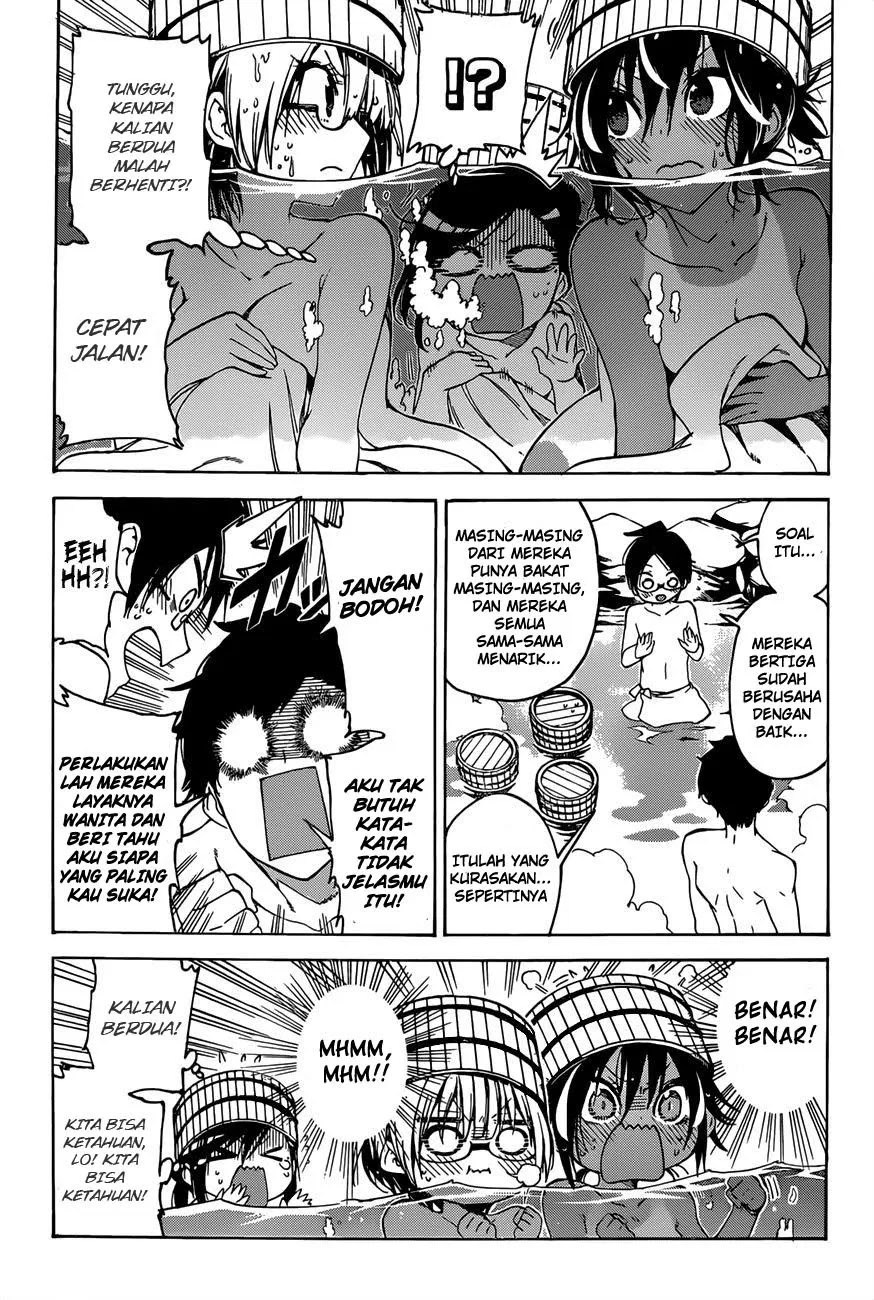 !?
TUNGGU,
KENAPA
KALIAN
BERDUA
MALAH
BERHENTI?!
CEPAT
JALAN!
SOAL
ITU...
MEREKA
BERTIGA
SUDAH
BERUSAHA
DENGAN
BAIK...
MASING-MASING
DARI MEREKA
PUNYA BAKAT
MASING-MASING,
DAN MEREKA
SEMUA
SAMA-SAMA
MENARIK...
ITULAH YANG
KURASAKAN...
SEPERTINYA
JANGAN
BODOH!
ガッ
EEH
HH?!
AKU TAK
BUTUH
KATA-
KATA
TIDAK
JELASMU
ITU!
PERLAKUKAN
LAH MEREKA
LAYAKNYA
WANITA DAN
BERI TAHU
AKU SIAPA
YANG PALING
KAU SUKA!
BENAR!
BENAR!
MHMM,
MHM!!
KALIAN
BERDUA!
KITA BISA
KETAHUAN,
LO! KITA
BISA
KETAHUAN!